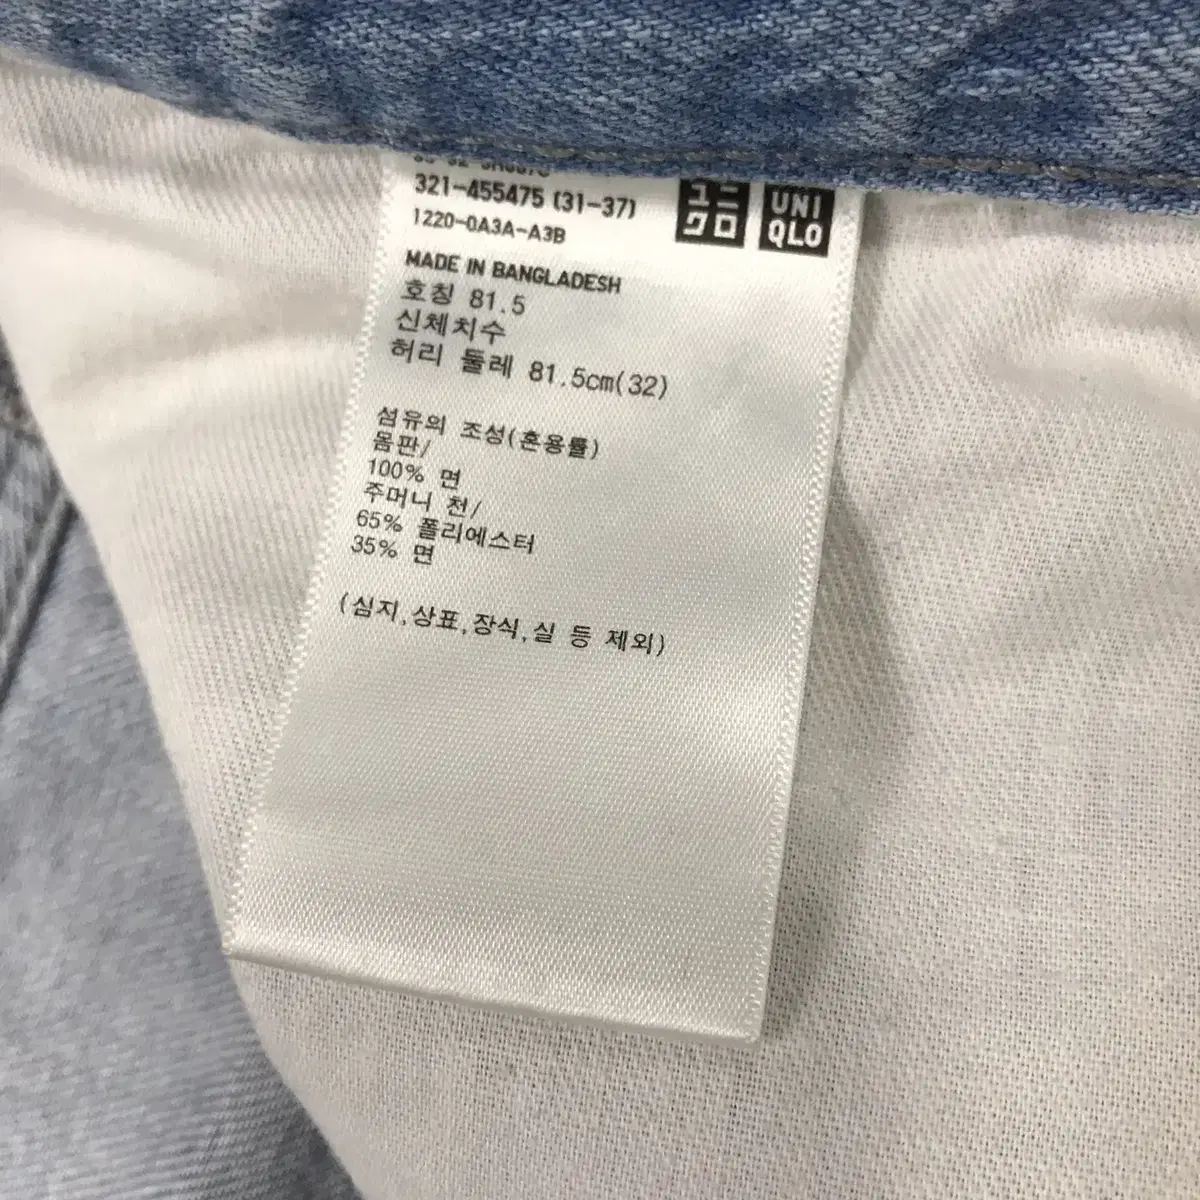 321-455475 (31-37)
ユニ
クロ
UNI
QLO
1220-0A3A-A3B
MADE IN BANGLADESH
호칭 81.5
신체치수
허리 둘레 81.5cm(32)
섬유의 조성(혼용률)
몸판/
100% 면
주머니 천/
65% 폴리에스터
35% 면
(심지,상표,장식,실 등 제외)